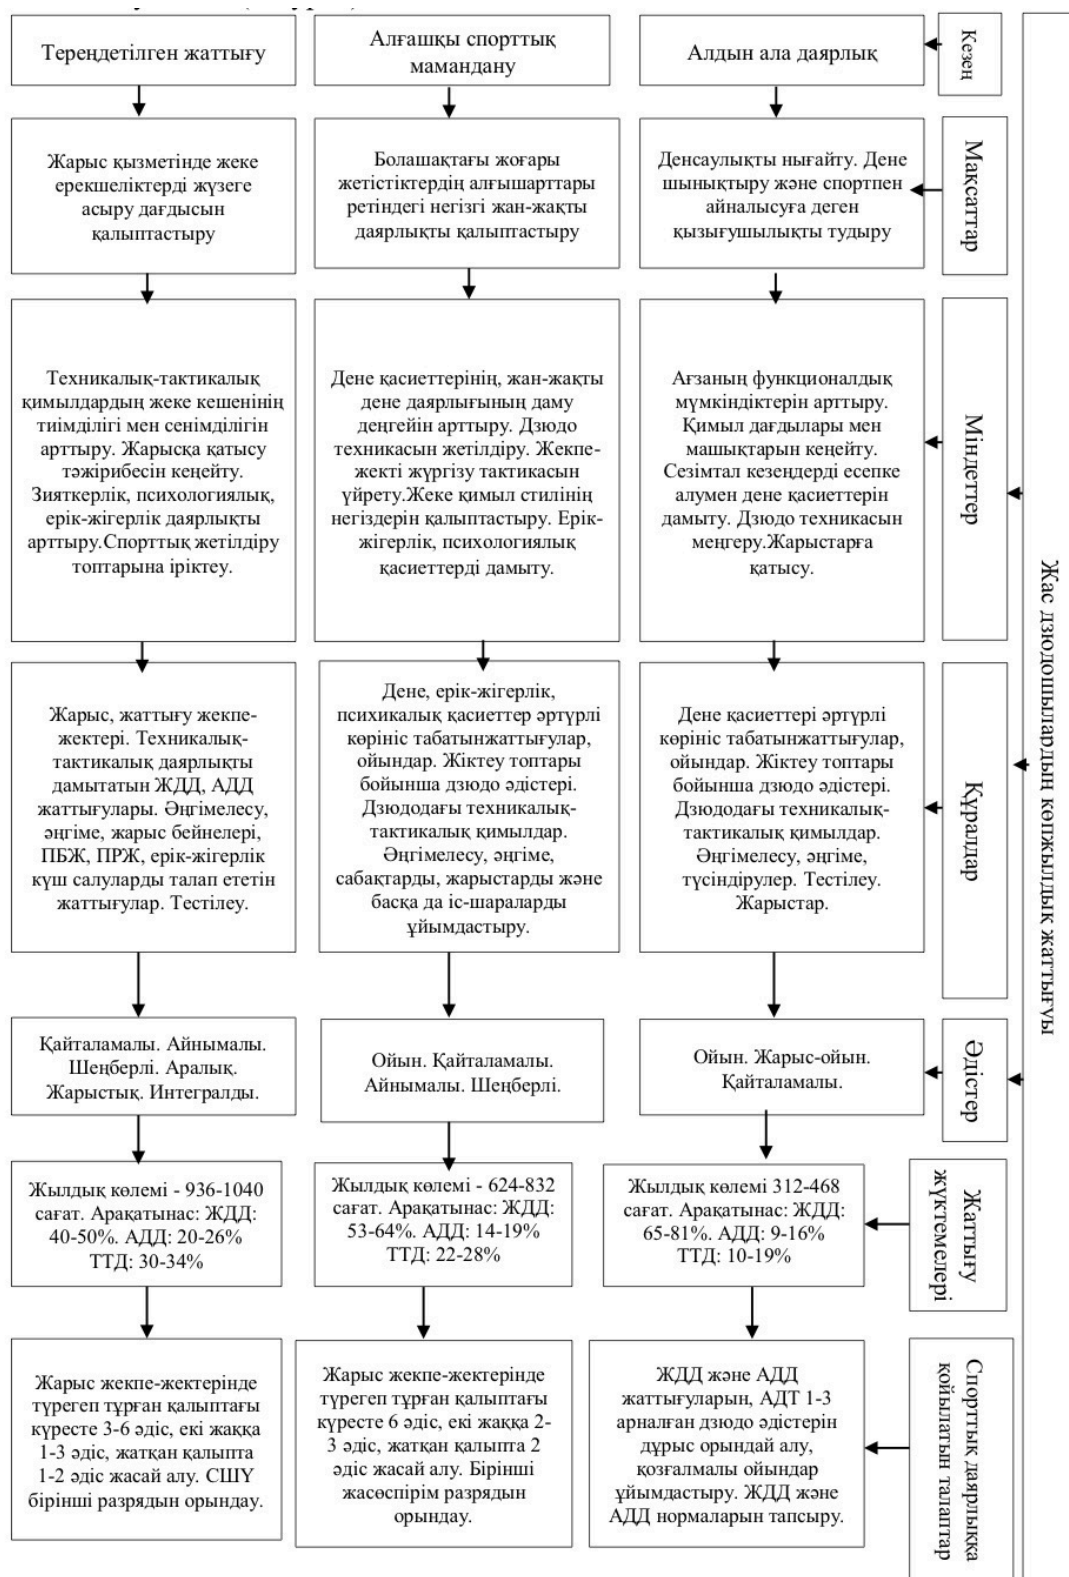 Тереңдетілген жаттығу
Алғашқы спорттық
мамандану
Алдын ала даярлық
Кезең
Жарыс қызметінде жеке
ерекшеліктерді жүзеге
асыру дағдысын
қалыптастыру
Болашақтағы жоғары
жетістіктердің алғышарттары
ретіндегі негізгі жан-жақты
даярлықты қалыптастыру
Денсаулықты нығайту. Дене
шынықтыру және спортпен
айналысуға деген
қызығушылықты тудыру
Мақсаттар
Техникалық-тактикалық
қимылдардың жеке кешенінің
тиімділігі мен сенімділігін
арттыру. Жарысқа қатысу
тәжірибесін кеңейту.
Зияткерлік, психологиялық,
ерік-жігерлік даярлықты
арттыру.Спорттық жетілдіру
топтарына іріктеу.
Дене қасиеттерінің, жан-жақты
дене даярлығының даму
деңгейін арттыру. Дзюдо
техникасын жетілдіру. Жекпе-
жекті жүргізу тактикасын
үйрету.Жеке қимыл стилінің
негіздерін қалыптастыру. Ерік-
жігерлік, психологиялық
қасиеттерді дамыту.
Ағзаның функционалдық
мүмкіндіктерін арттыру.
Қимыл дағдылары мен
машықтарын кеңейту.
Сезімтал кезеңдерді есепке
алумен дене қасиеттерін
дамыту. Дзюдо техникасын
меңгеру.Жарыстарға
қатысу.
Міндеттер
Жарыс, жаттығу жекпе-
жектері. Техникалық-
тактикалық даярлықты
дамытатын ЖДД, АДД
жаттығулары. Әңгімелесу,
әңгіме, жарыс бейнелері,
ПБЖ, ПРЖ, ерік-жігерлік
күш салуларды талап ететін
жаттығулар. Тестілеу.
Дене, ерік-жігерлік,
психикалық қасиеттер әртүрлі
көрініс табатынжаттығулар,
ойындар. Жіктеу топтары
бойынша дзюдо әдістері.
Дзюдодағы техникалық-
тактикалық қимылдар.
Әңгімелесу, әңгіме,
сабақтарды, жарыстарды және
басқа да іс-шараларды
ұйымдастыру.
Дене қасиеттері әртүрлі
көрініс табатынжаттығулар,
ойындар. Жіктеу топтары
бойынша дзюдо әдістері.
Дзюдодағы техникалық-
тактикалық қимылдар.
Әңгімелесу, әңгіме,
түсіндірулер. Тестілеу.
Жарыстар.
Құралдар
Қайталамалы. Айнымалы.
Шеңберлі. Аралық.
Жарыстық. Интегралды.
Ойын. Қайталамалы.
Айнымалы. Шеңберлі.
Ойын. Жарыс-ойын.
Қайталамалы.
Әдістер
Жылдық көлемі - 936-1040
сағат. Арақатынас: ЖДД:
40-50%. АДД: 20-26%
ТТД: 30-34%
Жылдық көлемі - 624-832
сағат. Арақатынас: ЖДД:
53-64%. АДД: 14-19%
ТТД: 22-28%
Жылдық көлемі 312-468
сағат. Арақатынас: ЖДД:
65-81%. АДД: 9-16%
ТТД: 10-19%
Жаттығу
жүктемелері
Жарыс жекпе-жектерінде
түрегеп тұрған қалыптағы
күресте 3-6 әдіс, екі жаққа
1-3 әдіс, жатқан қалыпта
1-2 әдіс жасай алу. СШҮ
бірінші разрядын орындау.
Жарыс жекпе-жектерінде
түрегеп тұрған қалыптағы
күресте 6 әдіс, екі жаққа 2-
3 әдіс, жатқан қалыпта 2
әдіс жасай алу. Бірінші
жасөспірім разрядын
орындау.
ЖДД және АДД
жаттығуларын, АДТ 1-3
арналған дзюдо әдістерін
дұрыс орындай алу,
қозғалмалы ойындар
ұйымдастыру. ЖДД және
АДД нормаларын тапсыру.
Спорттық даярлыққа
қойылатын талаптар
Жас дзюдошылардың көпжылдық жаттығуы